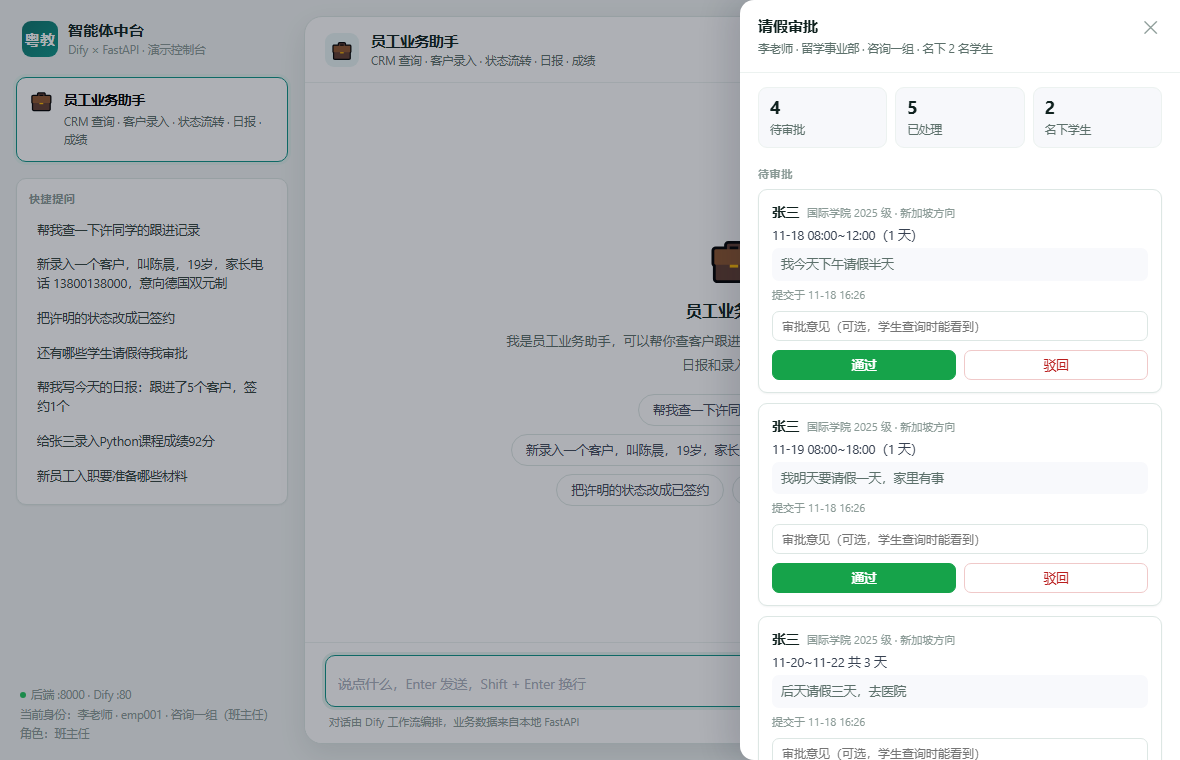 粤教
智能体中台
Dify × FastAPI · 演示控制台
员工业务助手
CRM 查询 · 客户录入 · 状态流转 · 日报 ·
成绩
快捷提问
帮我查一下许同学的跟进记录
新录入一个客户，叫陈晨，19岁，家长电
话 13800138000，意向德国双元制
把许明的状态改成已签约
还有哪些学生请假待我审批
帮我写今天的日报：跟进了5个客户，签
约1个
给张三录入Python课程成绩92分
新员工入职要准备哪些材料
后端 :8000 · Dify :80
当前身份：李老师 · emp001 · 咨询一组（班主任）
角色：班主任
员工业务助手
CRM 查询 · 客户录入 · 状态流转 · 日报 · 成绩
员工业务
我是员工业务助手，可以帮你查客户跟进
日报和录入
帮我查一下许同
新录入一个客户，叫陈晨，19岁，家长
把许明的状态改成已签约
说点什么，Enter 发送，Shift + Enter 换行
对话由 Dify 工作流编排，业务数据来自本地 FastAPI
请假审批
李老师 · 留学事业部 · 咨询一组 · 名下 2 名学生
4
待审批
5
已处理
2
名下学生
待审批
张三 国际学院 2025 级 · 新加坡方向
11-18 08:00~12:00（1 天）
我今天下午请假半天
提交于 11-18 16:26
审批意见（可选，学生查询时能看到）
通过
驳回
张三 国际学院 2025 级 · 新加坡方向
11-19 08:00~18:00（1 天）
我明天要请假一天，家里有事
提交于 11-18 16:26
审批意见（可选，学生查询时能看到）
通过
驳回
张三 国际学院 2025 级 · 新加坡方向
11-20~11-22 共 3 天
后天请假三天，去医院
提交于 11-18 16:26
审批意见（可选，学生查询时能看到）